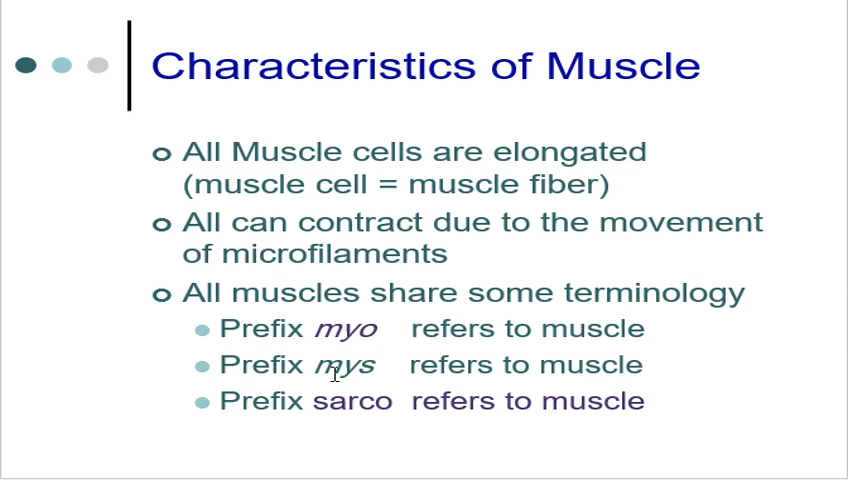 Characteristics of Muscle
All Muscle cells are elongated
(muscle cell = muscle fiber)
All can contract due to the movement
of microfilaments
All muscles share some terminology
Prefix myo refers to muscle
Prefix mys refers to muscle
Prefix sarco refers to muscle